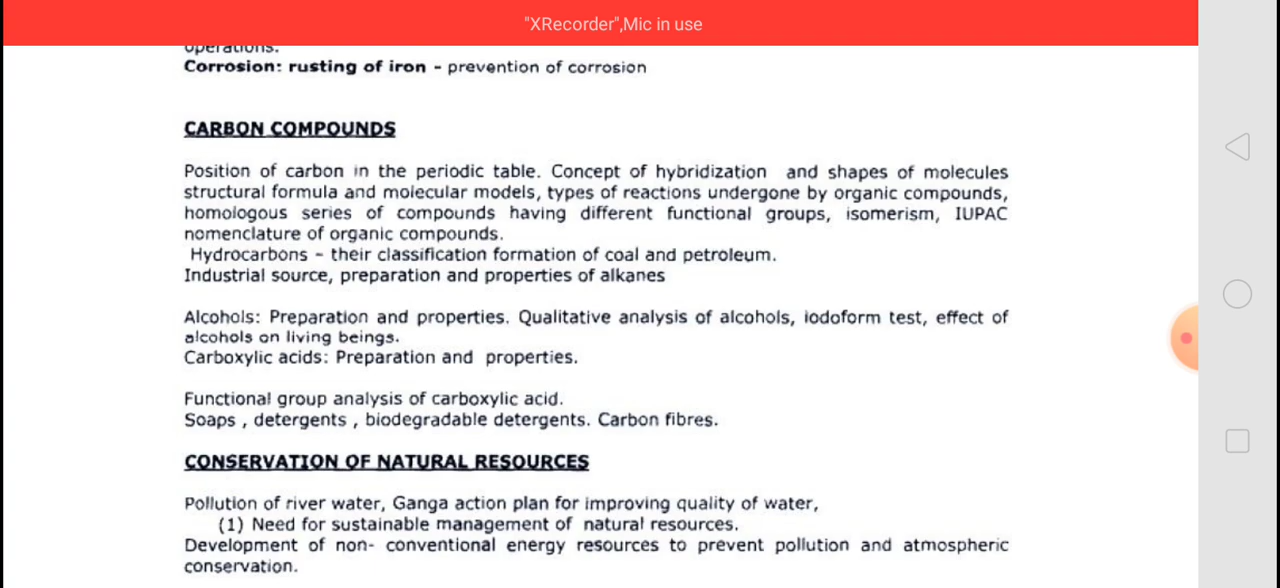 "XRecorder",Mic in use
operations.
Corrosion: rusting of iron - prevention of corrosion
CARBON COMPOUNDS
Position of carbon in the periodic table. Concept of hybridization and shapes of molecules
structural formula and molecular models, types of reactions undergone by organic compounds,
homologous series of compounds having different functional groups, isomerism, IUPAC
nomenclature of organic compounds.
Hydrocarbons - their classification formation of coal and petroleum.
Industrial source, preparation and properties of alkanes
Alcohols: Preparation and properties. Qualitative analysis of alcohols, iodoform test, effect of
alcohols on living beings.
Carboxylic acids: Preparation and properties.
Functional group analysis of carboxylic acid.
Soaps , detergents , biodegradable detergents. Carbon fibres.
CONSERVATION OF NATURAL RESOURCES
Pollution of river water, Ganga action plan for improving quality of water,
(1) Need for sustainable management of natural resources.
Development of non- conventional energy resources to prevent pollution and atmospheric
conservation.